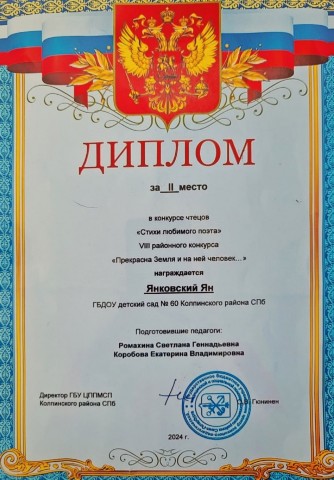 ДИПЛОМ
за II место
в конкурсе чтецов
«Стихи любимого поэта»
VIII районного конкурса
«Прекрасна Земля и на ней человек...»
награждается
Янковский Ян
ГБДОУ детский сад № 60 Колпинского района СПб
Подготовившие педагоги:
Ромахина Светлана Геннадьевна
Коробова Екатерина Владимировна
Директор ГБУ ЦППМСП
Колпинского района СПб
Гюнинен
2024 г.